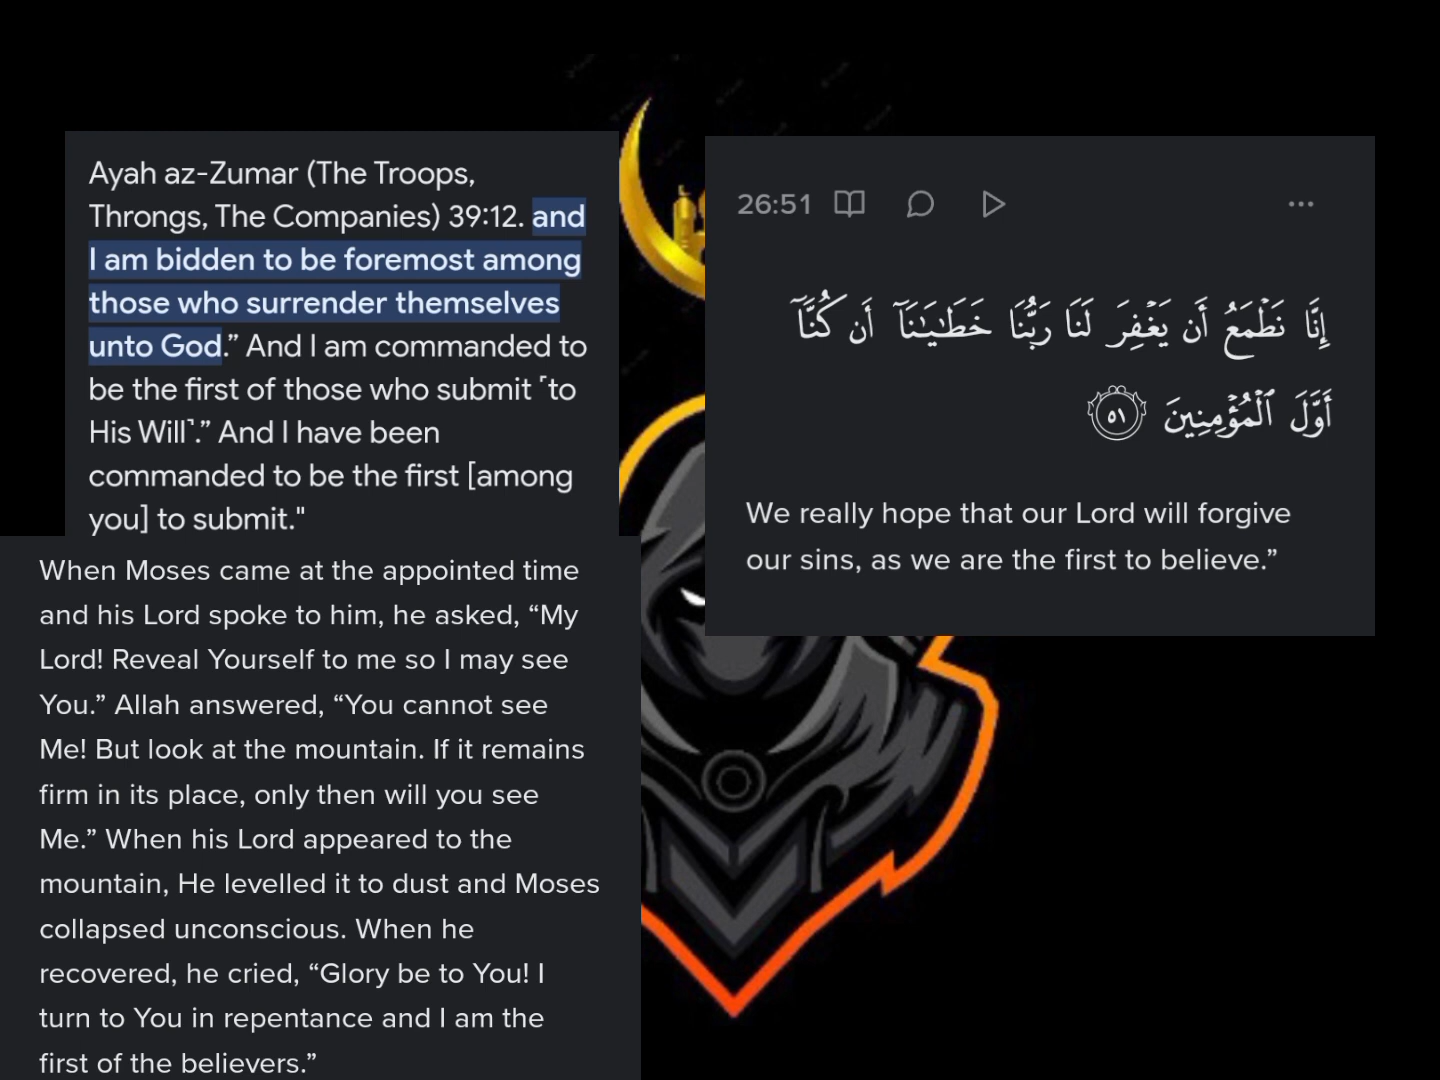 Ayah az-Zumar (The Troops,
Throngs, The Companies) 39:12. and
I am bidden to be foremost among
those who surrender themselves
unto God.” And I am commanded to
be the first of those who submit ˹to
His Will˺.” And I have been
commanded to be the first [among
you] to submit."
When Moses came at the appointed time
and his Lord spoke to him, he asked, “My
Lord! Reveal Yourself to me so I may see
You.” Allah answered, “You cannot see
Me! But look at the mountain. If it remains
firm in its place, only then will you see
Me.” When his Lord appeared to the
mountain, He levelled it to dust and Moses
collapsed unconscious. When he
recovered, he cried, “Glory be to You! I
turn to You in repentance and I am the
first of the believers.”
26:51
إِنَّا نَطْمَعُ أَن يَغْفِرَ لَنَا رَبُّنَا خَطَـٰيَـٰنَآ أَن كُنَّآ
أَوَّلَ ٱلْمُؤْمِنِينَ ٥١
We really hope that our Lord will forgive
our sins, as we are the first to believe.”